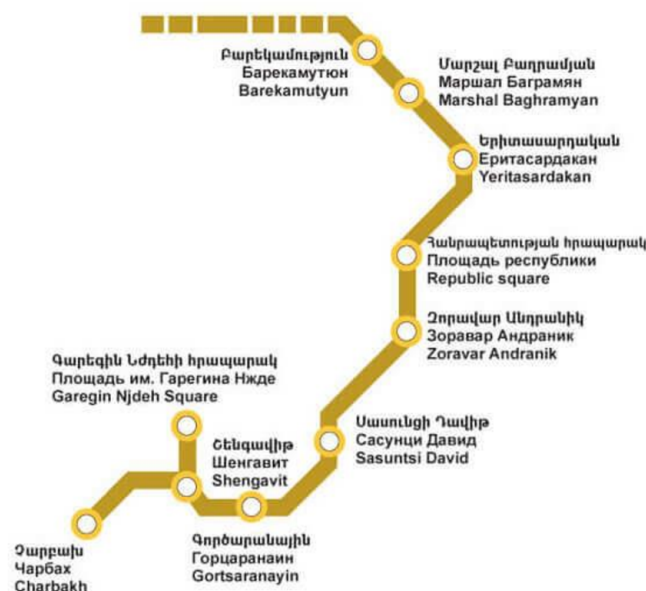 Բարեկամություն
Барекамутюн
Barekamutyun
Մարշալ Բաղրամյան
Маршал Баграмян
Marshal Baghramyan
Երիտասարդական
Еритасардакан
Yeritasardakan
Հանրապետության հրապարակ
Площадь республики
Republic square
Զորավար Անդրանիկ
Зоравар Андраник
Zoravar Andranik
Գարեգին Նժդեհի հրապարակ
Площадь им. Гарегина Нжде
Garegin Njdeh Square
Սասունցի Դավիթ
Сасунци Давид
Sasuntsi David
Շենգավիթ
Шенгавит
Shengavit
Գործարանային
Горцаранаин
Gortsaranayin
Չարբախ
Чарбах
Charbakh